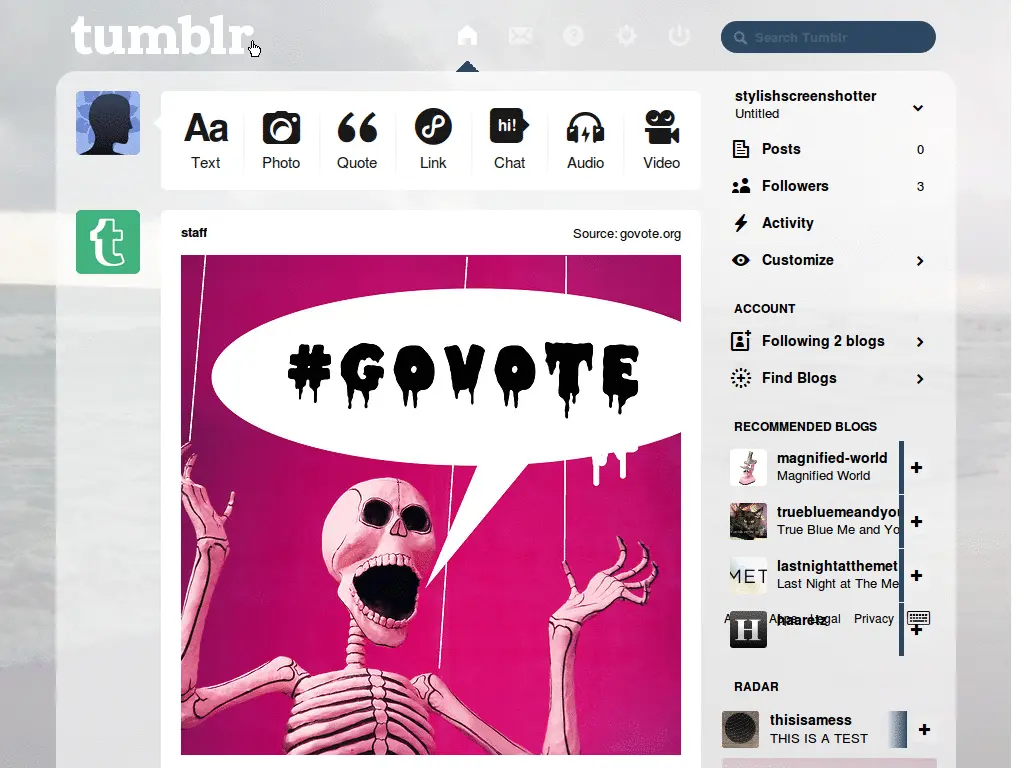 tumblr.
Search Tumblr
Aa
hi!
Text
Photo
Quote
Link
Chat
Audio
Video
staff
Source: govote.org
#GOVOTE
stylishscreenshotter
Untitled
Posts 0
Followers 3
Activity
Customize
ACCOUNT
Following 2 blogs
Find Blogs
RECOMMENDED BLOGS
magnified-world
Magnified World
truebluemeandyou
True Blue Me and Yo
MET
lastnightatthemet
Last Night at The Me
H
haaretz
Legal Privacy
RADAR
thisisamess
THIS IS A TEST